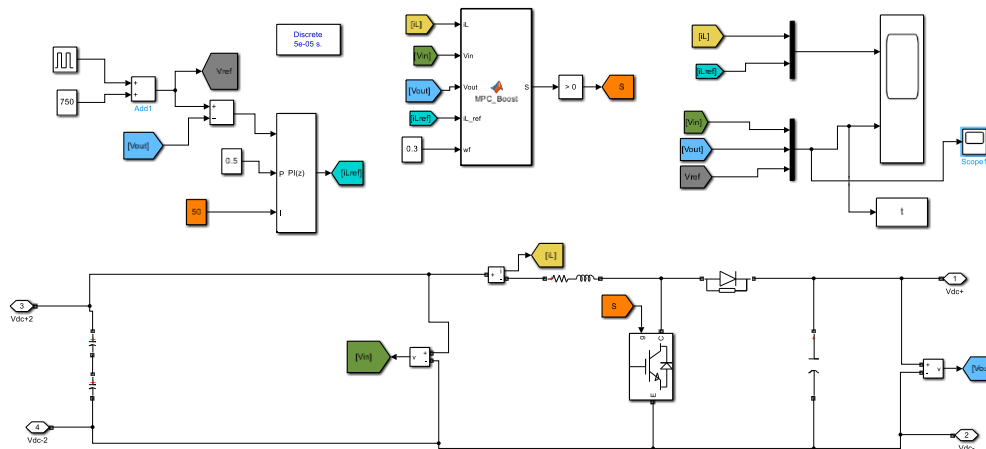 Discrete
5e-05 s.
Vref
750
Add1
[Vout]
0.5
50
P
I
PI(z)
[iLref]
[iL]
[Vin]
[Vout]
[iLref]
0.3
iL
Vin
Vout
iL_ref
wf
MPC_Boost
S
> 0
S
[iL]
[iLref]
[Vin]
[Vout]
Vref
Scope1
t
[iL]
3
Vdc+2
[Vin]
v
S
g
C
E
1
Vdc+
v
[Vou
4
Vdc-2
2
Vdc-